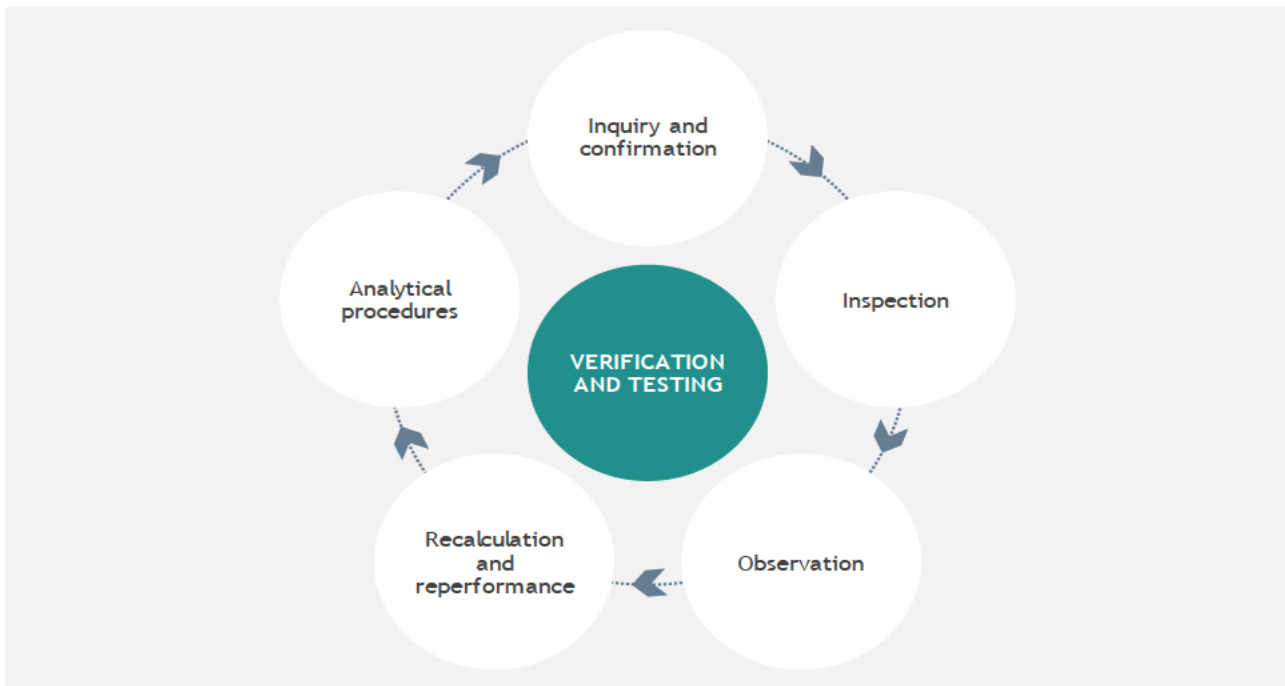 Inquiry and
confirmation
Inspection
Observation
Recalculation
and
reperformance
Analytical
procedures
VERIFICATION
AND TESTING